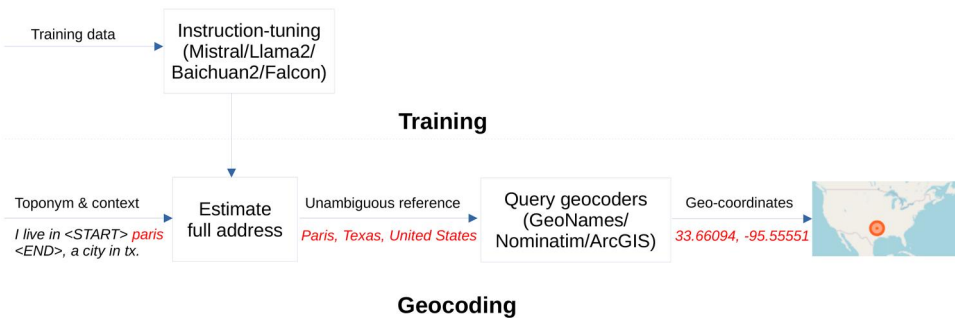 Training data
Instruction-tuning
(Mistral/Llama2/
Baichuan2/Falcon)
Training
Toponym & context
I live in <START> paris
<END>, a city in tx.
Estimate
full address
Unambiguous reference
Paris, Texas, United States
Query geocoders
(GeoNames/
Nominatim/ArcGIS)
Geo-coordinates
33.66094, -95.55551
Geocoding